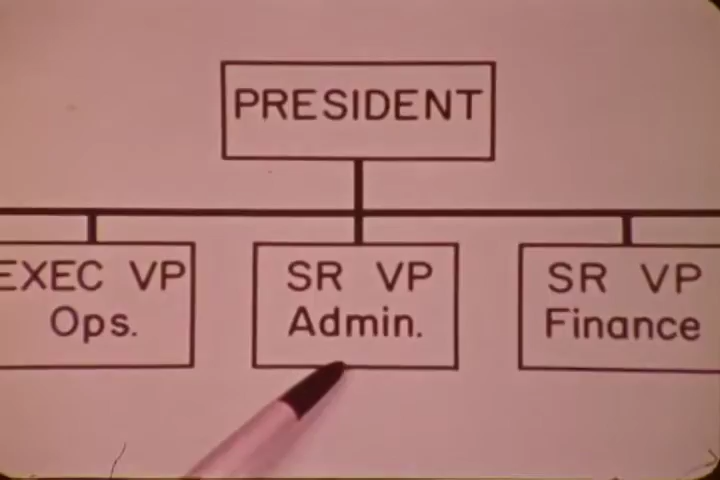 PRESIDENT
EXEC VP
Ops.
SR VP
Admin.
SR VP
Finance